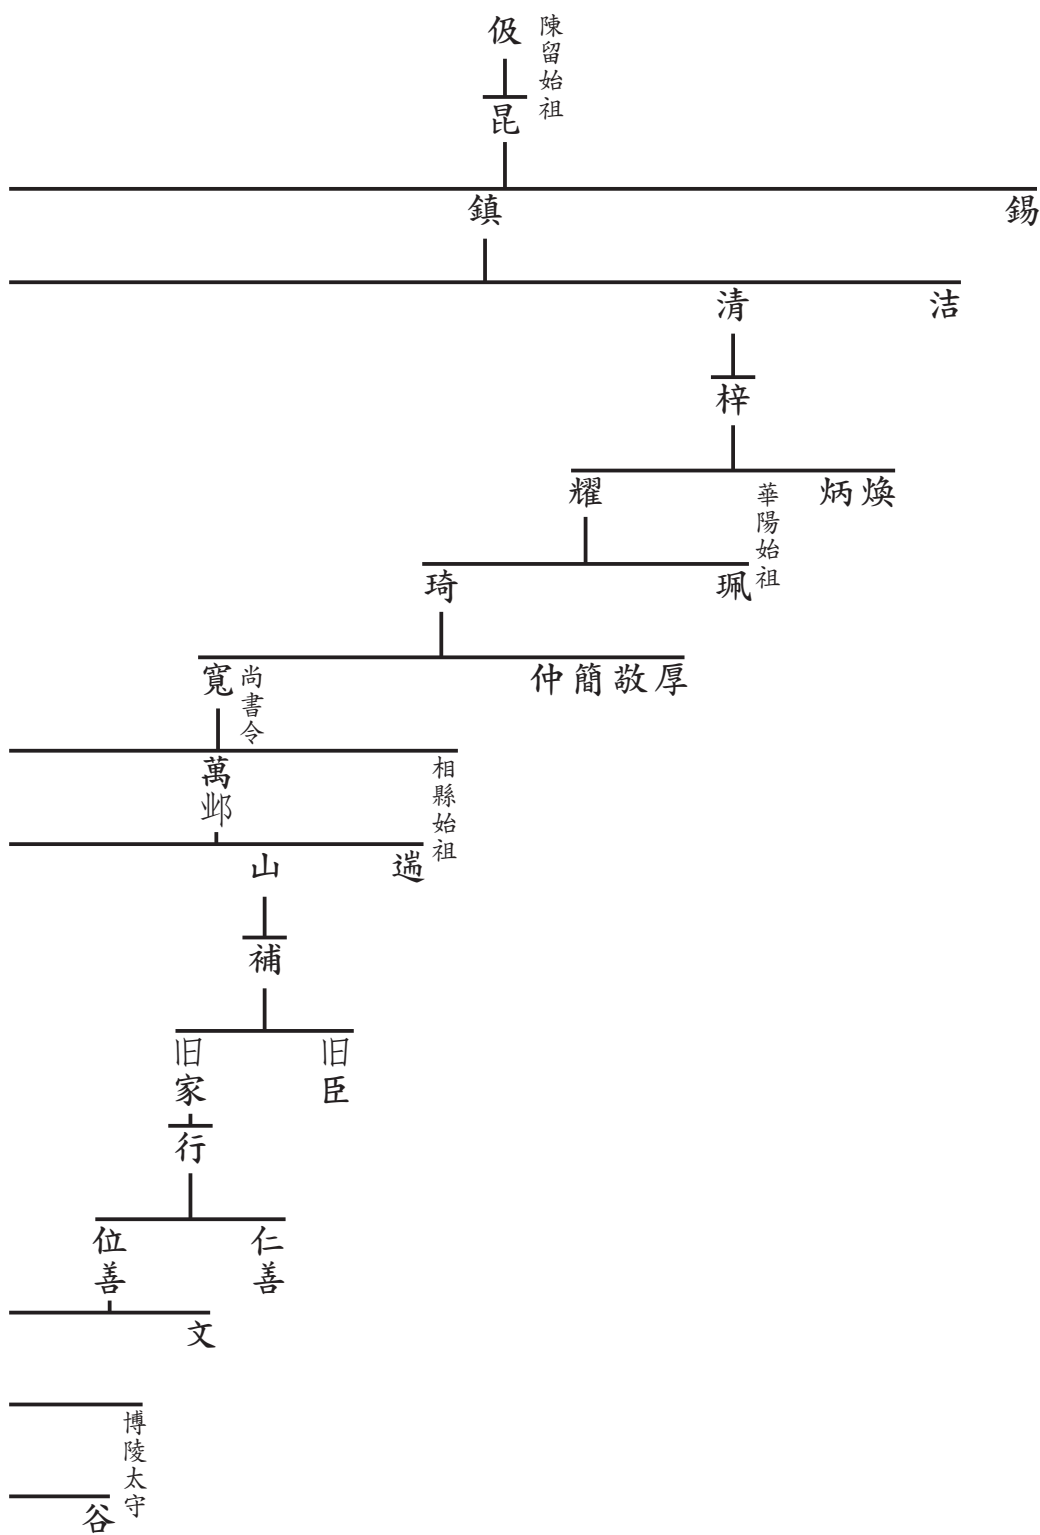 陳留始祖
伋
昆
錫
鎮
洁
清
梓
煥
炳
耀
華陽始祖
珮
琦
厚
敬
簡
仲
尚書令
寬
相縣始祖
萬邺
遄
山
補
旧臣
旧家
行
仁善
位善
文
博陵太守
谷